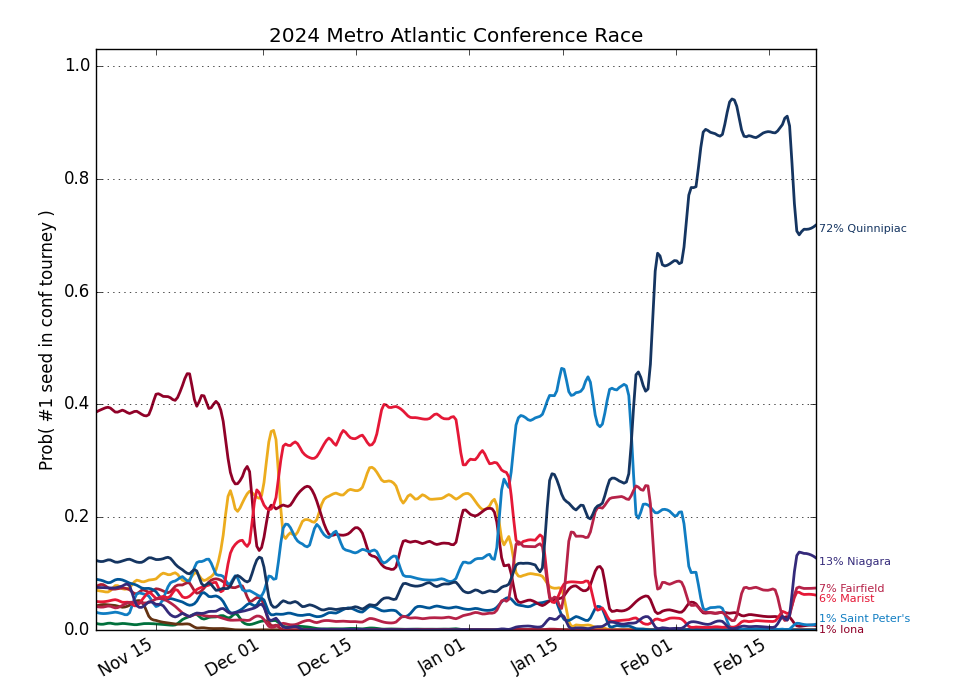 2024 Metro Atlantic Conference Race
Prob( #1 seed in conf tourney )
1.0
0.8
0.6
0.4
0.2
0.0
72% Quinnipiac
13% Niagara
7% Fairfield
6% Marist
1% Saint Peter's
1% Iona
Nov 15
Dec 01
Dec 15
Jan 01
Jan 15
Feb 01
Feb 15